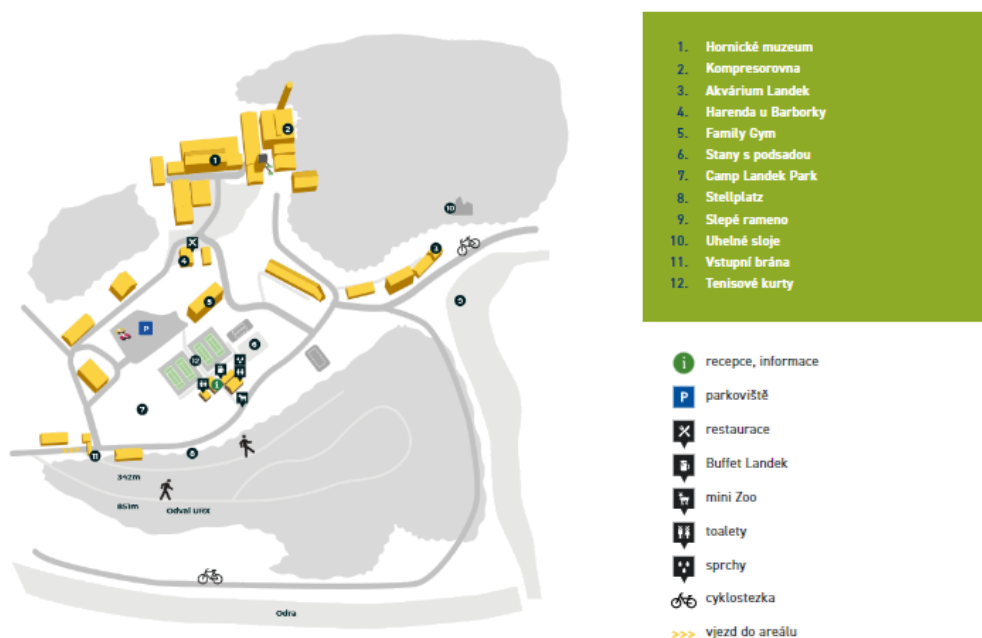 1. Hornické muzeum
2. Kompresorovna
3. Akvárium Landek
4. Harenda u Barborky
5. Family Gym
6. Stany s podsadou
7. Camp Landek Park
8. Stellplatz
9. Slepé rameno
10. Uhelné sloje
11. Vstupní brána
12. Tenisové kurty
i recepce, informace
P parkoviště
restaurace
Buffet Landek
mini Zoo
toalety
sprchy
cyklostezka
>>> vjezd do areálu
2
1
10
4
3
5
9
P
6
12
i
7
8
11
342m
Odval URX
Odra